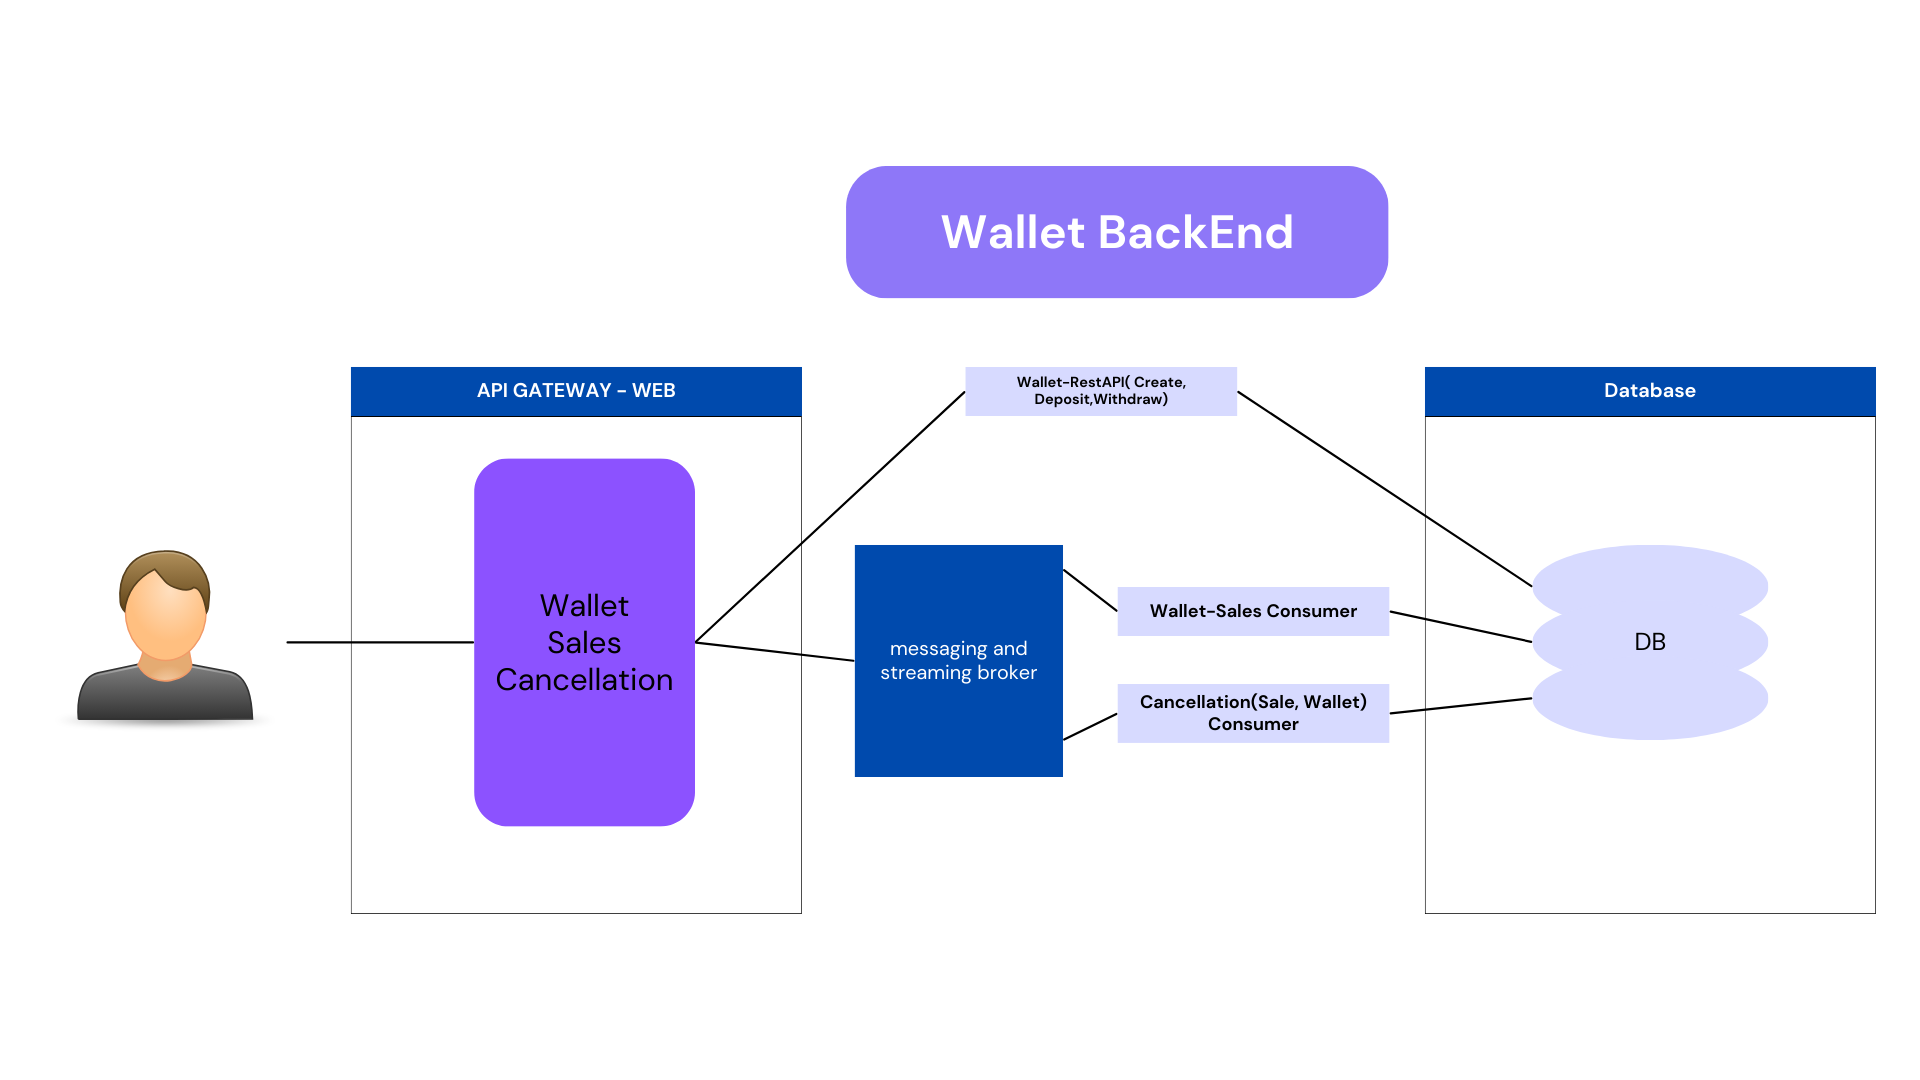 Wallet BackEnd
API GATEWAY - WEB
Wallet
Sales
Cancellation
Wallet-RestAPI( Create,
Deposit,Withdraw)
messaging and
streaming broker
Wallet-Sales Consumer
Cancellation(Sale, Wallet)
Consumer
Database
DB